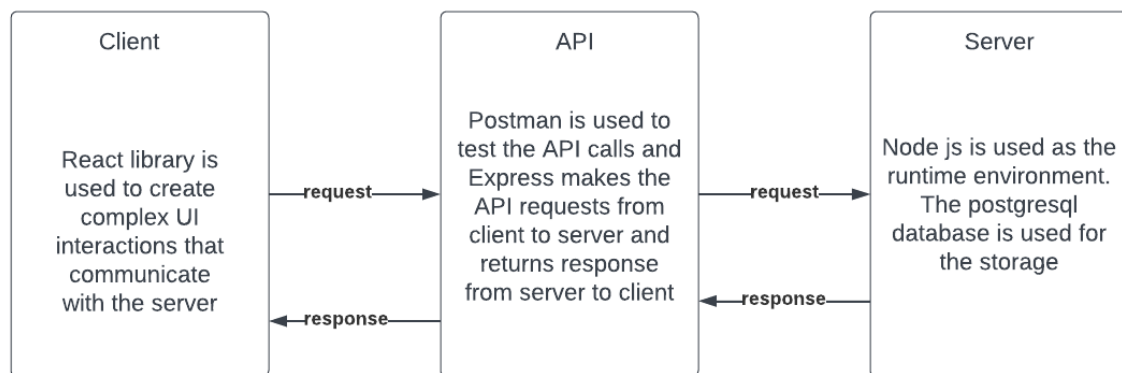 Client
React library is
used to create
complex UI
interactions that
communicate
with the server
request
response
API
Postman is used to
test the API calls and
Express makes the
API requests from
client to server and
returns response
from server to client
request
response
Server
Node js is used as the
runtime environment.
The postgresql
database is used for
the storage